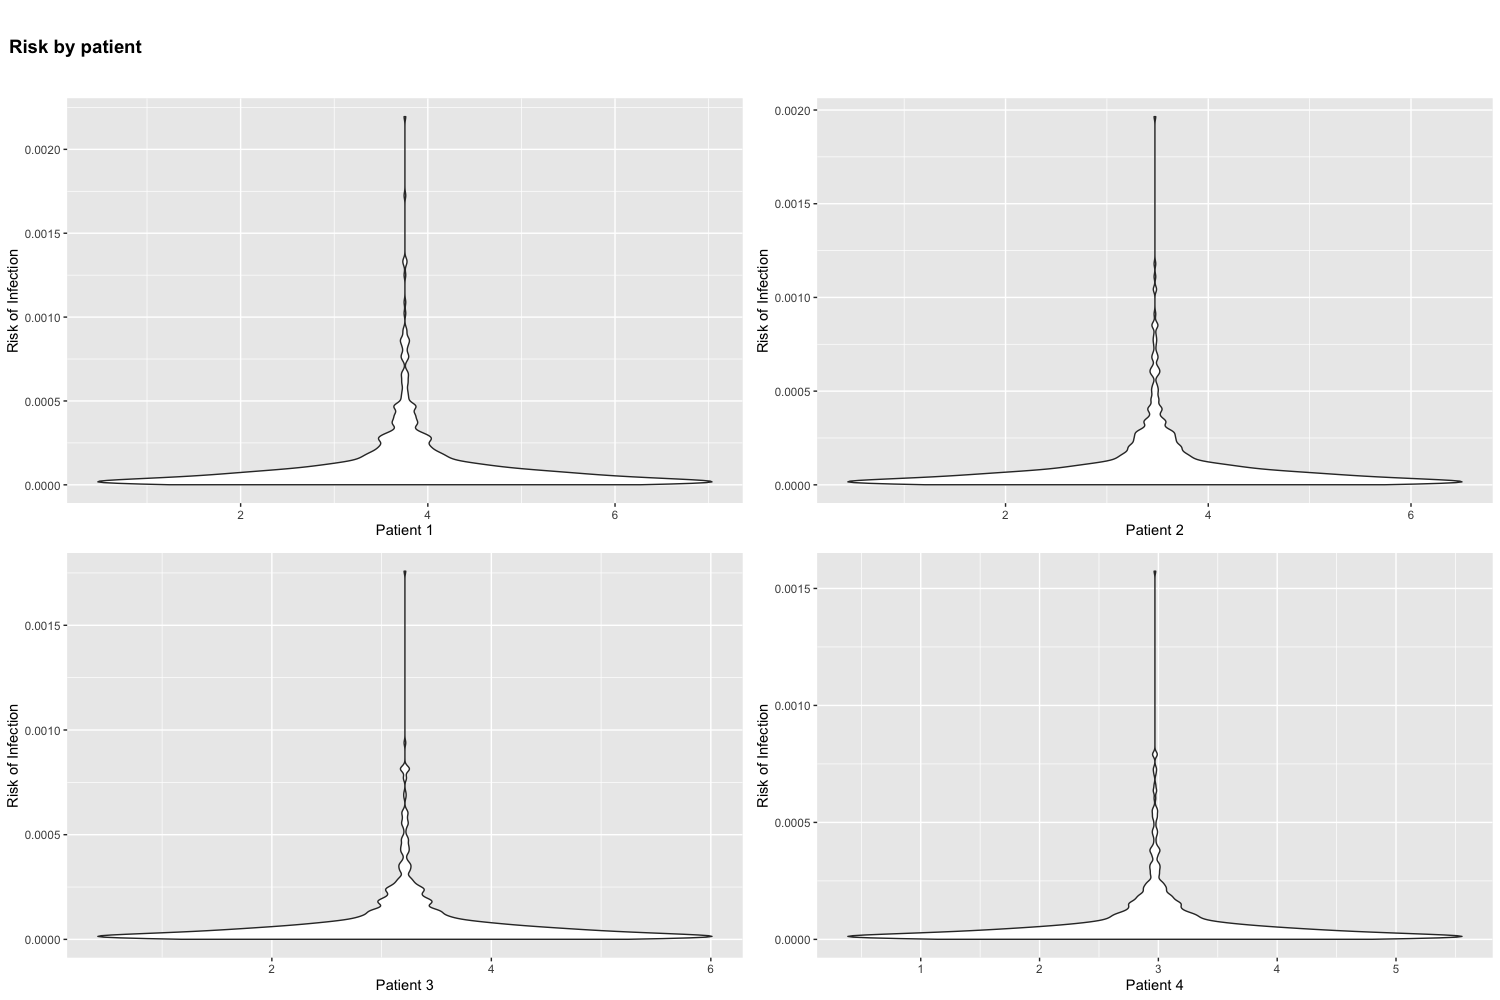 Risk by patient
Risk of Infection
0.0020
0.0015
0.0010
0.0005
0.0000
2 4 6
Patient 1
Risk of Infection
0.0020
0.0015
0.0010
0.0005
0.0000
2 4 6
Patient 2
Risk of Infection
0.0015
0.0010
0.0005
0.0000
2 4 6
Patient 3
Risk of Infection
0.0015
0.0010
0.0005
0.0000
1 2 3 4 5
Patient 4